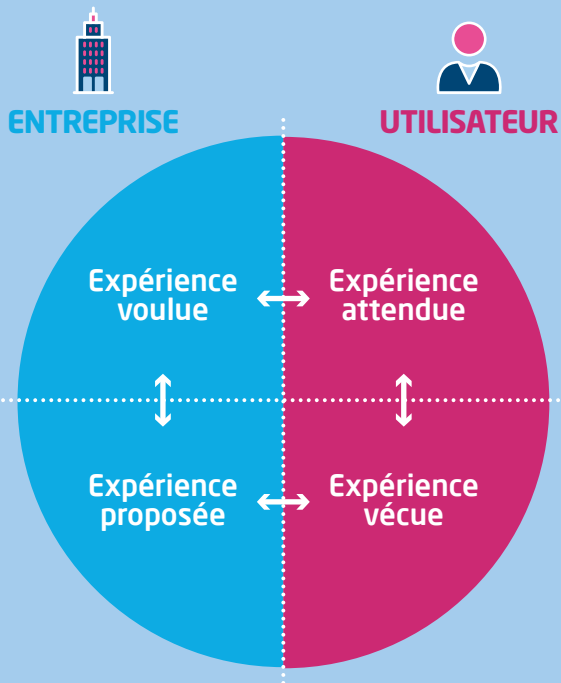 ENTREPRISE
UTILISATEUR
Expérience
voulue
Expérience
attendue
Expérience
proposée
Expérience
vécue